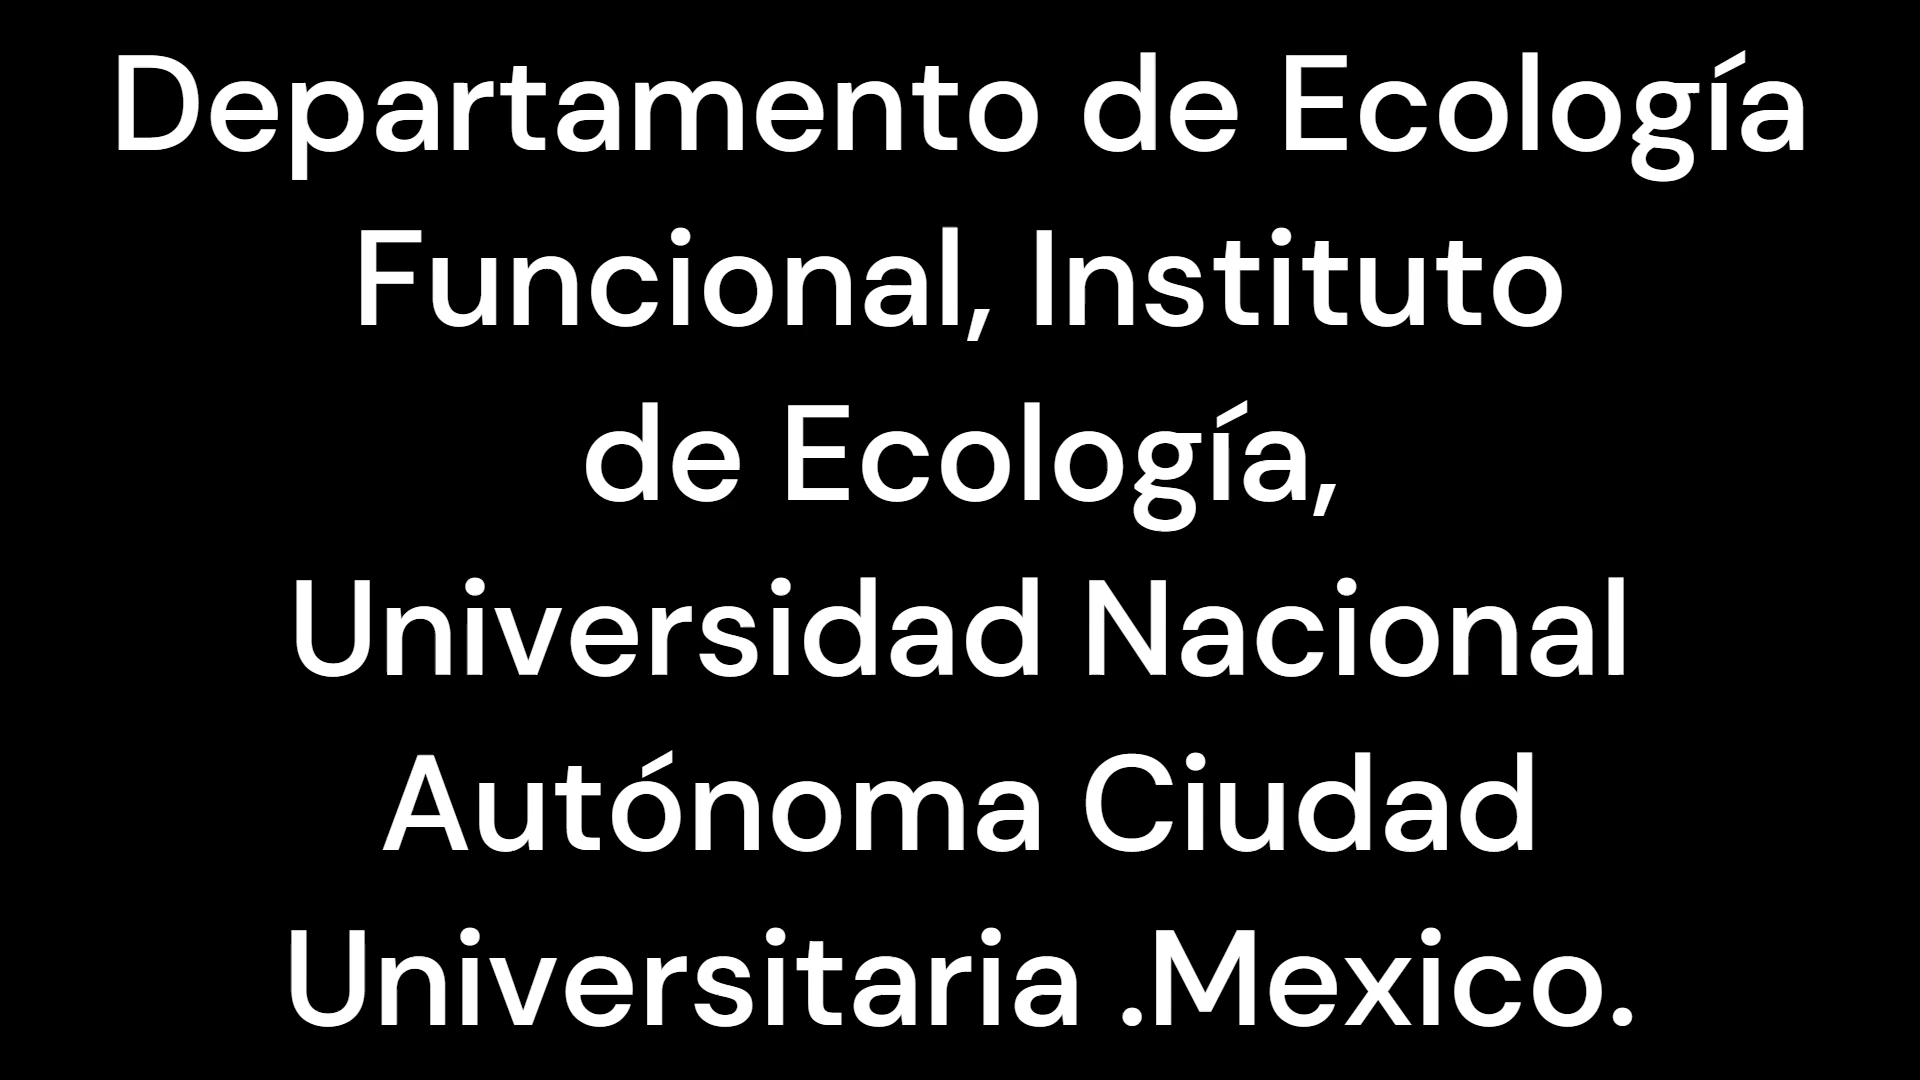 Departamento de Ecología
Funcional, Instituto
de Ecología,
Universidad Nacional
Autónoma Ciudad
Universitaria .Mexico.